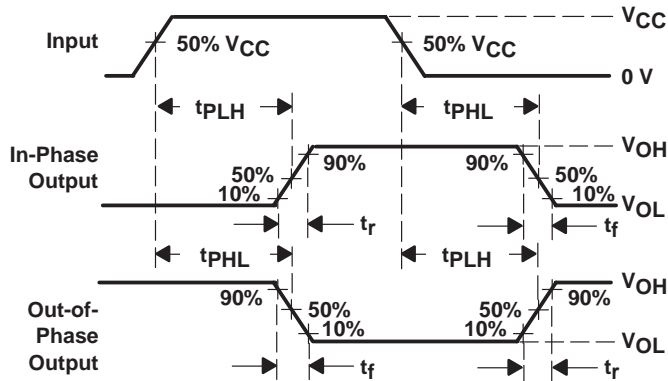 VCC
Input
50% VCC
50% VCC
0 V
tPLH
tPHL
In-Phase
Output
VOH
90%
90%
50%
50%
10%
10%
VOL
tr
tf
tPHL
tPLH
Out-of-
Phase
Output
VOH
90%
90%
50%
50%
10%
10%
VOL
tf
tr